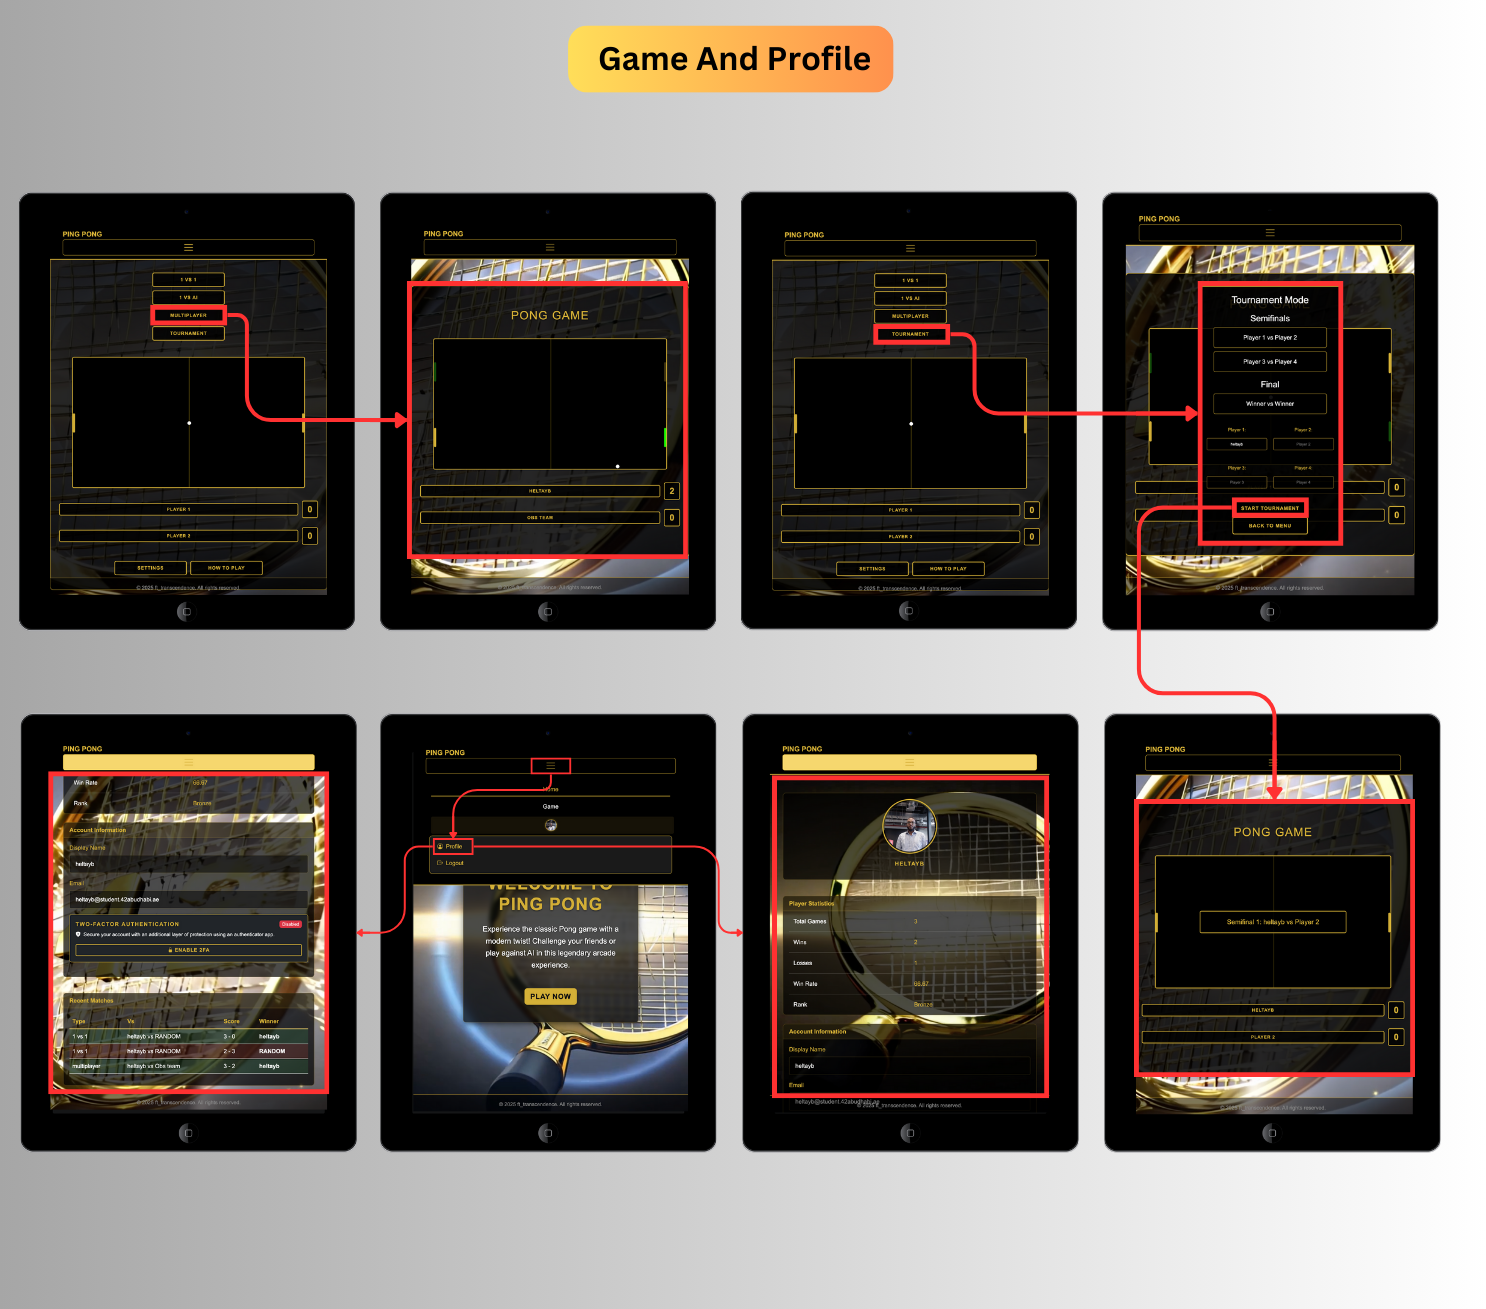 Game And Profile
PING PONG
1 VS 1
1 VS AI
MULTIPLAYER
TOURNAMENT
PLAYER 1 0
PLAYER 2 0
SETTINGS HOW TO PLAY
© 2025 ft_transcendence. All rights reserved.
PING PONG
PONG GAME
HELTAYB 2
OBS TEAM 0
© 2025 ft_transcendence. All rights reserved.
PING PONG
1 VS 1
1 VS AI
MULTIPLAYER
TOURNAMENT
PLAYER 1 0
PLAYER 2 0
SETTINGS HOW TO PLAY
© 2025 ft_transcendence. All rights reserved.
PING PONG
Tournament Mode
Semifinals
Player 1 vs Player 2
Player 3 vs Player 4
Final
Winner vs Winner
Player 1: Player 2:
heltayb Player 2
Player 3: Player 4:
Player 3 Player 4
0
START TOURNAMENT
0
BACK TO MENU
© 2025 ft_transcendence. All rights reserved.
PING PONG
Win Rate 66.67
Rank Bronze
Account Information
Display Name
heltayb
Email
heltayb@student.42abudhabi.ae
TWO-FACTOR AUTHENTICATION Disabled
Secure your account with an additional layer of protection using an authenticator app
ENABLE 2FA
Recent Matches
Type Vs Score Winner
1 vs 1 heltayb vs RANDOM 3 - 0 heltayb
1 vs 1 heltayb vs RANDOM 2 - 3 RANDOM
multiplayer heltayb vs Obs team 3 - 2 heltayb
© 2025 ft_transcendence. All rights reserved.
PING PONG
Home
Game
Profile
Logout
WELCOME TO
PING PONG
Experience the classic Pong game with a
modern twist! Challenge your friends or
play against AI in this legendary arcade
experience.
PLAY NOW
© 2025 ft_transcendence. All rights reserved.
PING PONG
HELTAYB
Player Statistics
Total Games 3
Wins 2
Losses 1
Win Rate 66.67
Rank Bronze
Account Information
Display Name
heltayb
Email
heltayb@student.42abudhabi.ae
© 2025 ft_transcendence. All rights reserved.
PING PONG
PONG GAME
Semifinal 1: heltayb vs Player 2
HELTAYB 0
PLAYER 2 0
© 2025 ft_transcendence. All rights reserved.